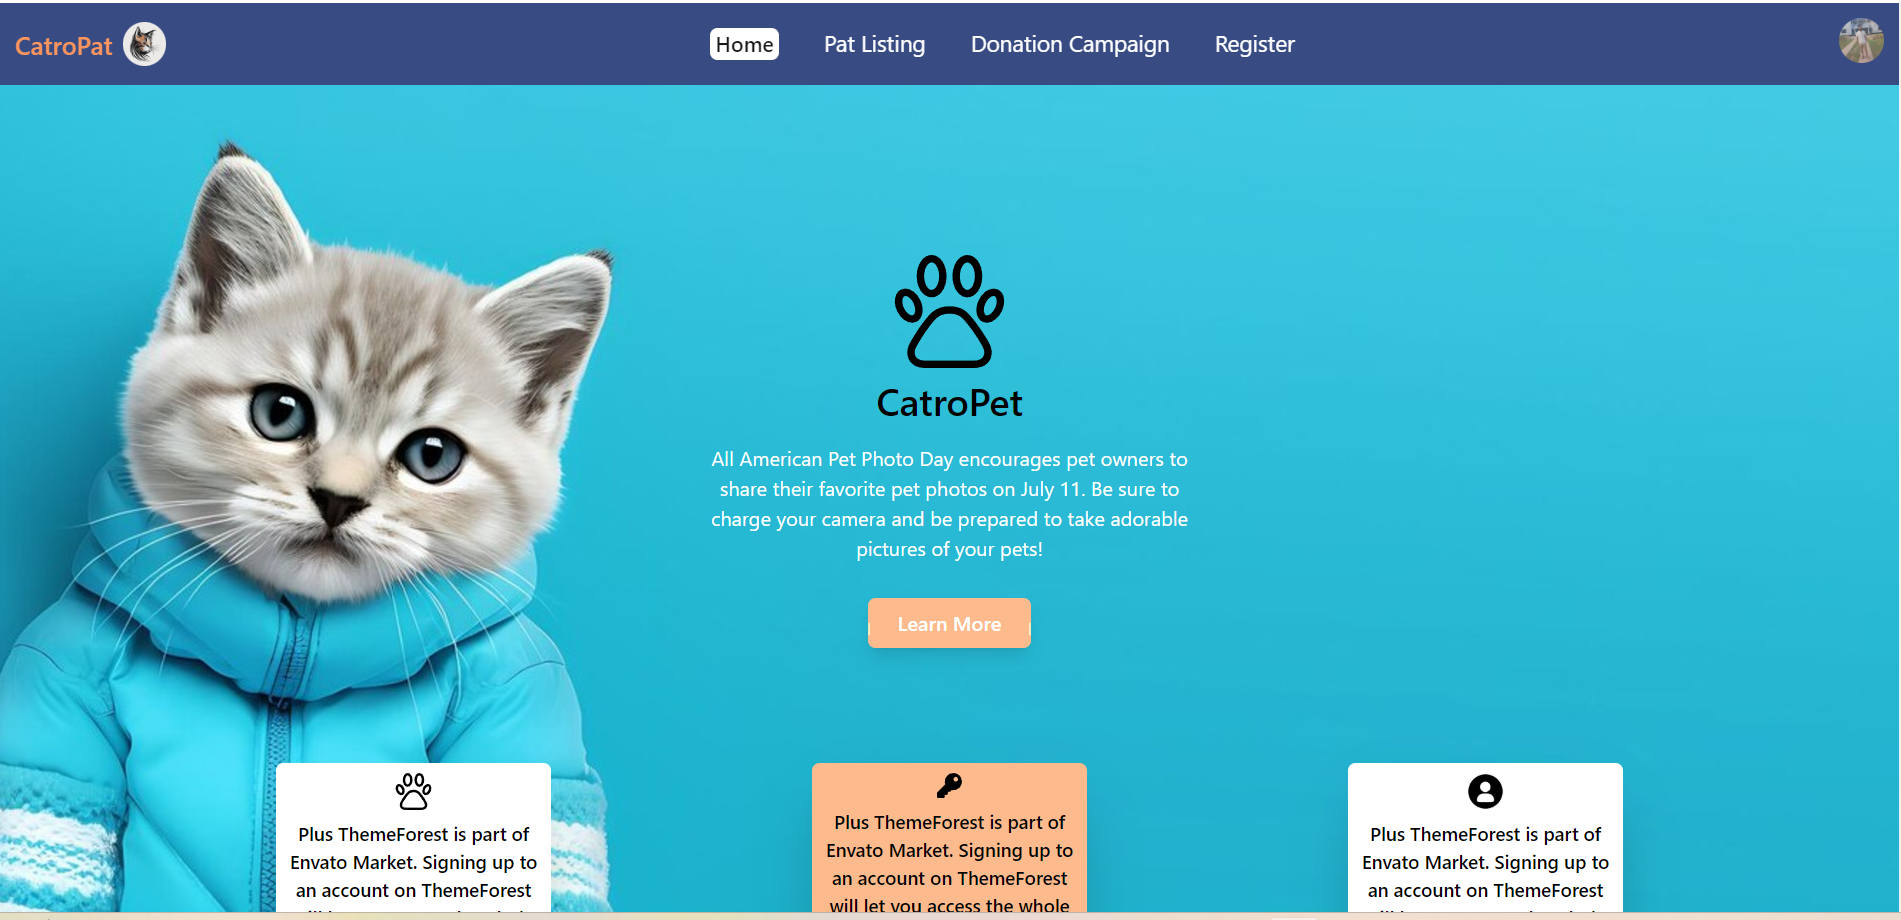 CatroPat
Home
Pat Listing
Donation Campaign
Register
CatroPet
All American Pet Photo Day encourages pet owners to
share their favorite pet photos on July 11. Be sure to
charge your camera and be prepared to take adorable
pictures of your pets!
Learn More
Plus ThemeForest is part of
Envato Market. Signing up to
an account on ThemeForest
Plus ThemeForest is part of
Envato Market. Signing up to
an account on ThemeForest
will let you access the whole
Plus ThemeForest is part of
Envato Market. Signing up to
an account on ThemeForest